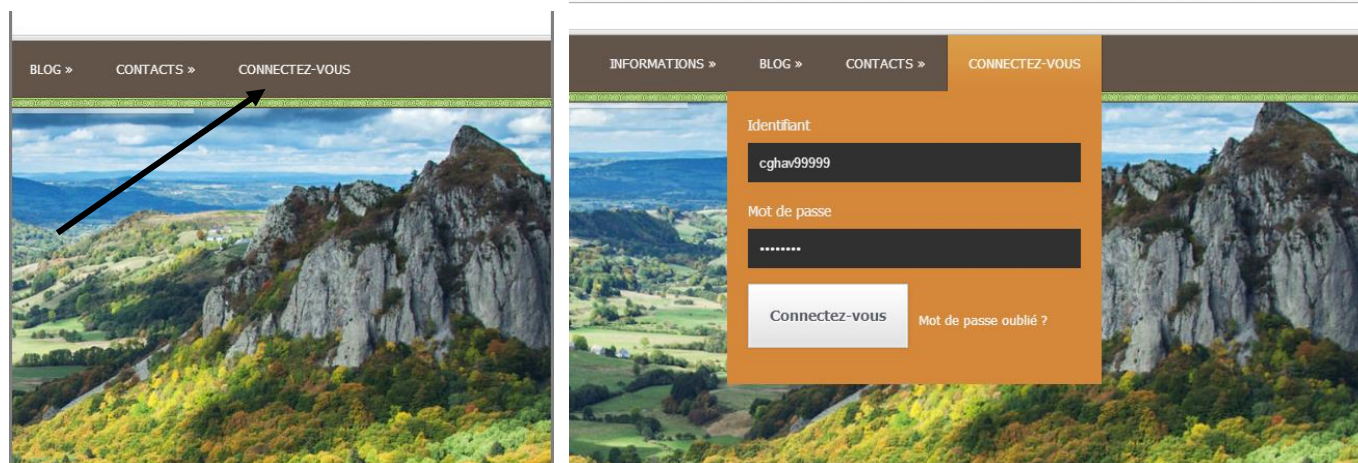 BLOG » CONTACTS » CONNECTEZ-VOUS
INFORMATIONS » BLOG » CONTACTS » CONNECTEZ-VOUS
Identifiant
cghav99999
Mot de passe
••••••••
Connectez-vous
Mot de passe oublié ?